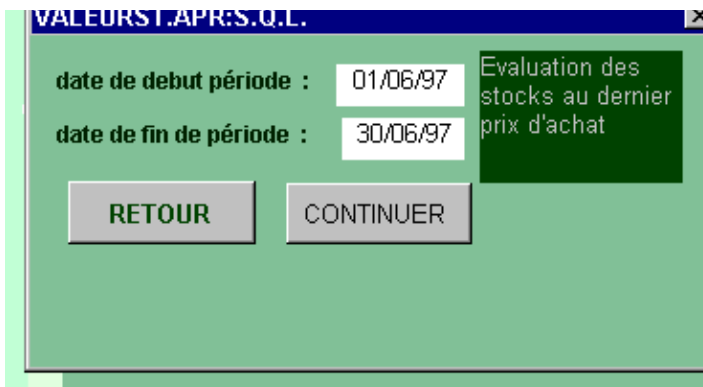 VALEURST.APR:S.Q.L.
date de debut période : 01/06/97
date de fin de période : 30/06/97
Evaluation des
stocks au dernier
prix d'achat
RETOUR CONTINUER